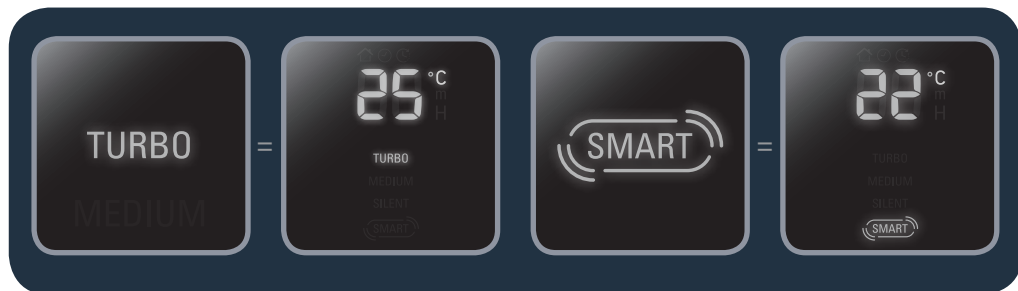 TURBO
MEDIUM
=
25 °C
m
H
TURBO
MEDIUM
SILENT
SMART
SMART
=
22 °C
m
H
TURBO
MEDIUM
SILENT
SMART